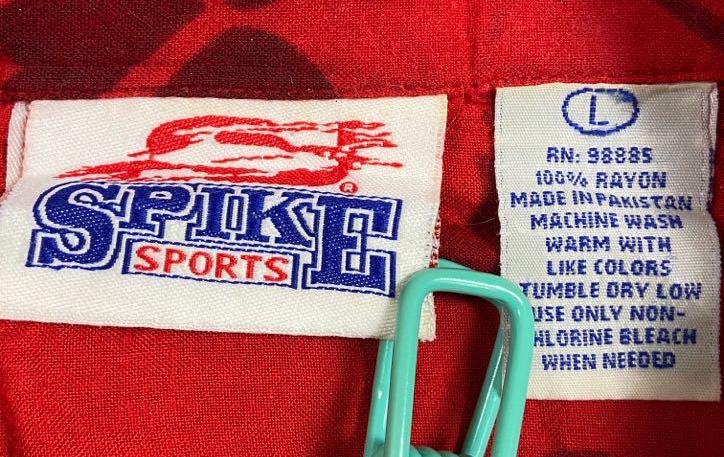 ®
SPIKE
SPORTS
L
RN: 98885
100% RAYON
MADE IN PAKISTAN
MACHINE WASH
WARM WITH
LIKE COLORS
TUMBLE DRY LOW
USE ONLY NON-
HLORINE BLEACH
WHEN NEEDED